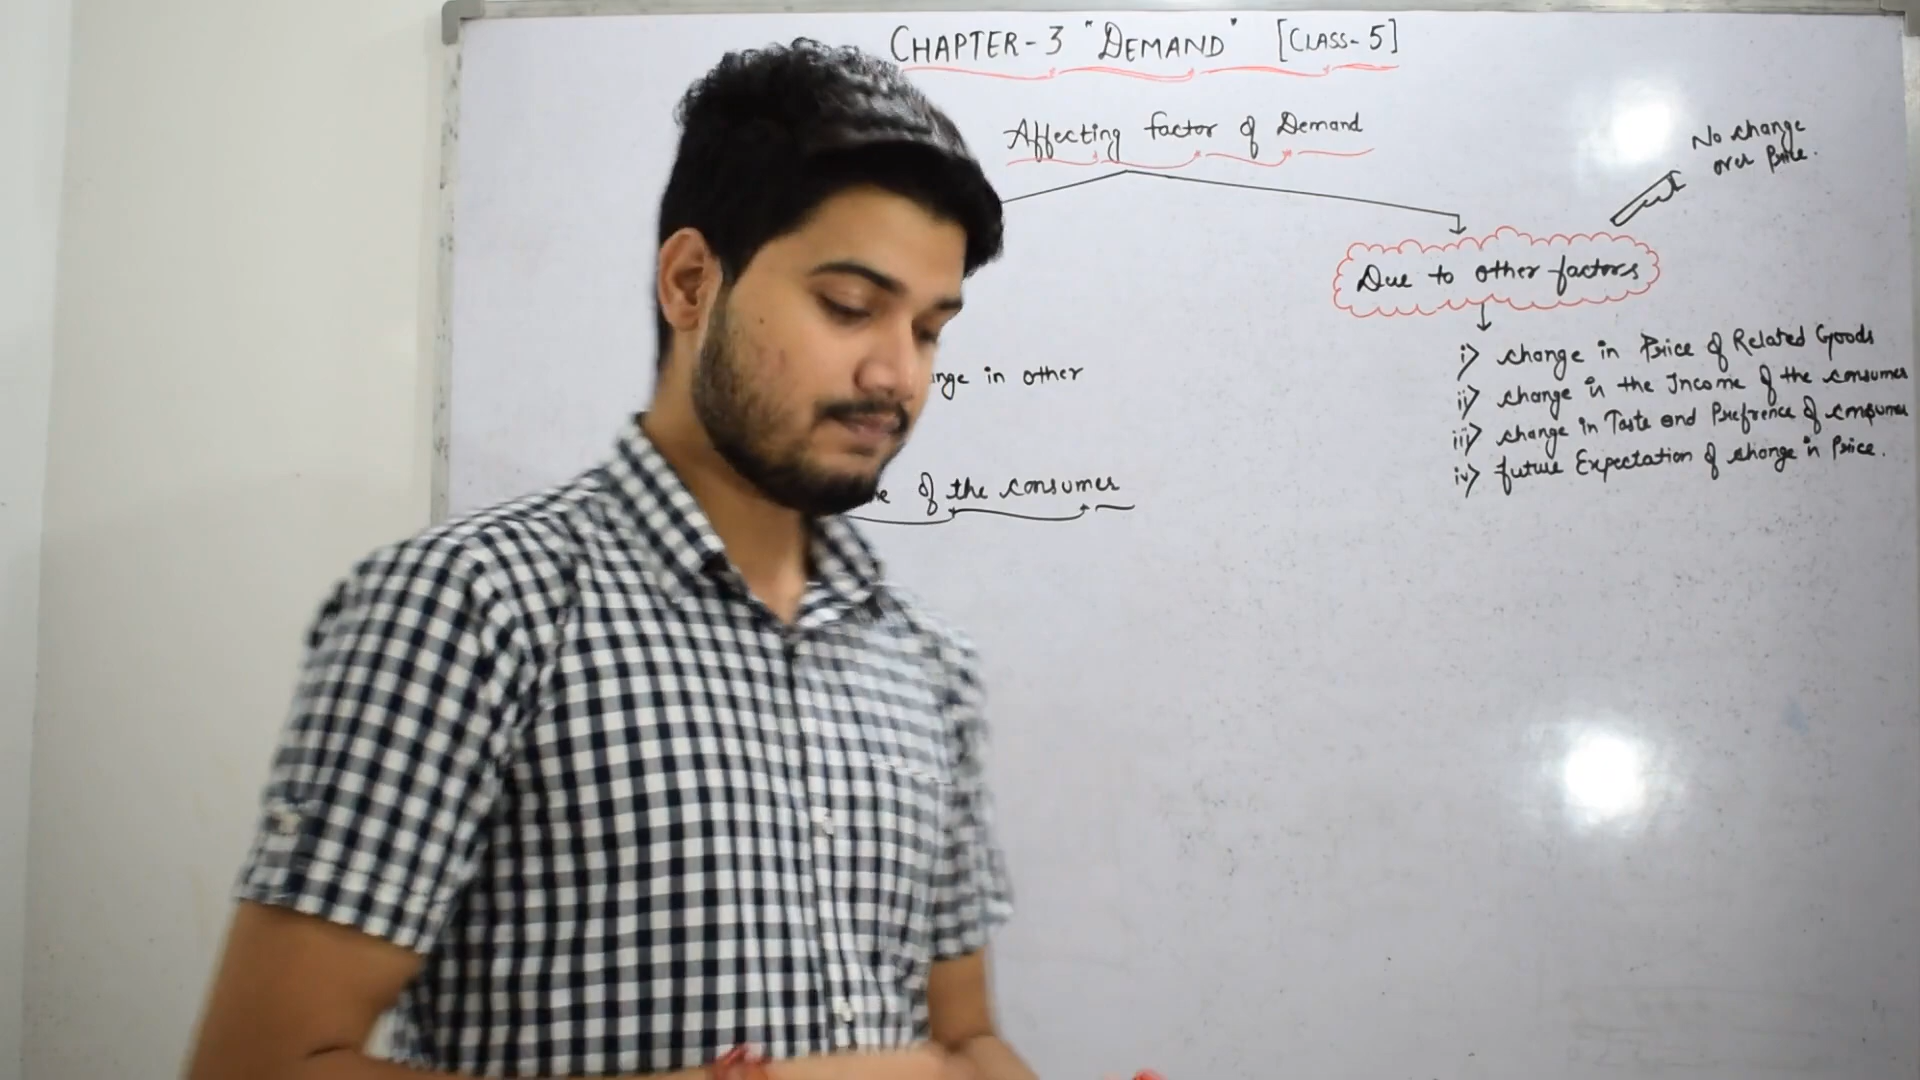 CHAPTER-3 "DEMAND" [CLASS-5]
Affecting factor of Demand
No change
over Price.
Due to other factors
i) change in Price of Related Goods
ii) change in the Income of the consumer
iii) change in Taste and Prefrence of consumer
iv) future Expectation of change in Price.
in other
of the consumer